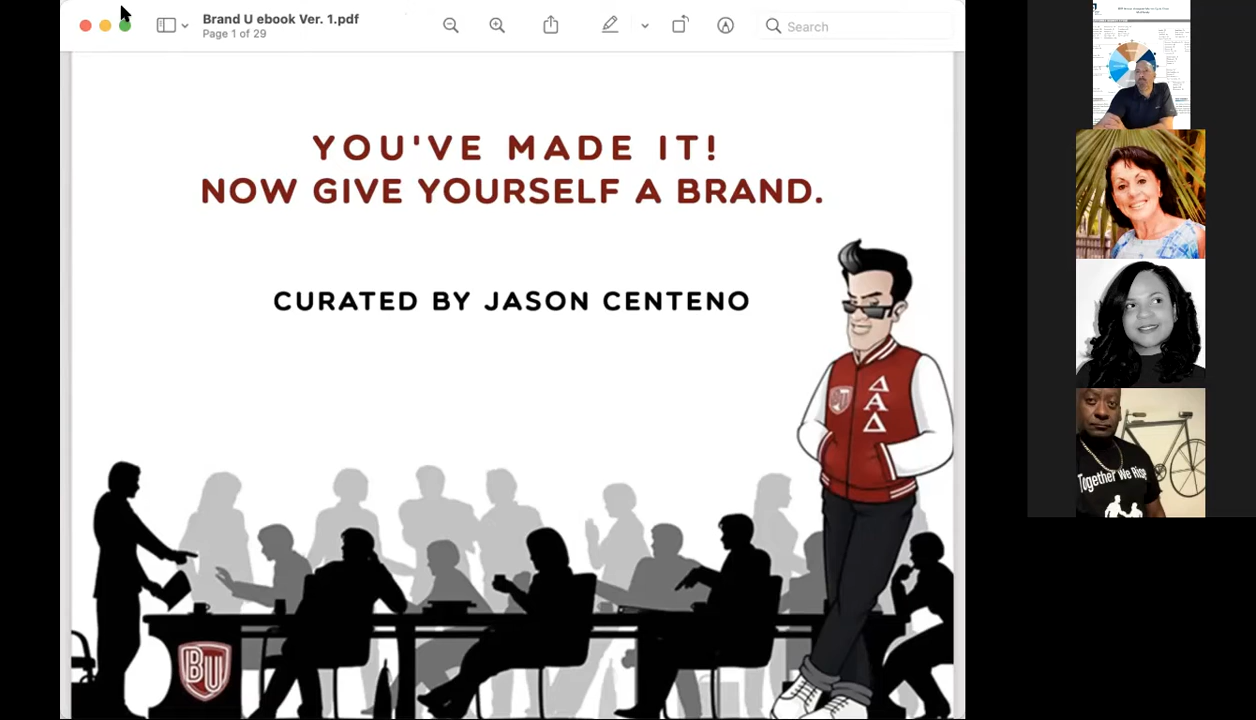 Brand U ebook Ver. 1.pdf
Page 1 of 29
Search
YOU'VE MADE IT!
NOW GIVE YOURSELF A BRAND.
CURATED BY JASON CENTENO
BU
ΔΑΔ
BU
Together We Rise